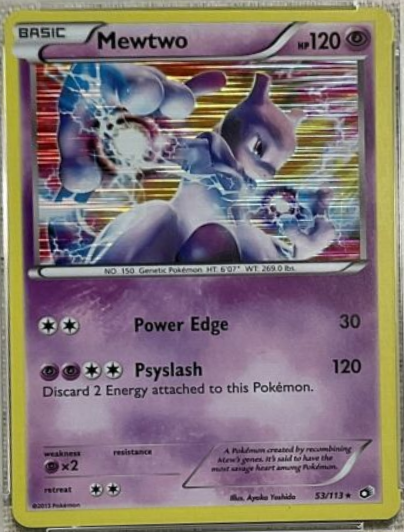 BASIC Mewtwo HP120
NO. 150 Genetic Pokémon HT: 6'07" WT: 269.0 lbs.
Power Edge 30
Psyslash 120
Discard 2 Energy attached to this Pokémon.
weakness resistance
×2
A Pokémon created by recombining
Mew's genes. It's said to have the
most savage heart among Pokémon.
retreat
©2013 Pokémon Illus. Ayaka Yoshida 53/113 ★